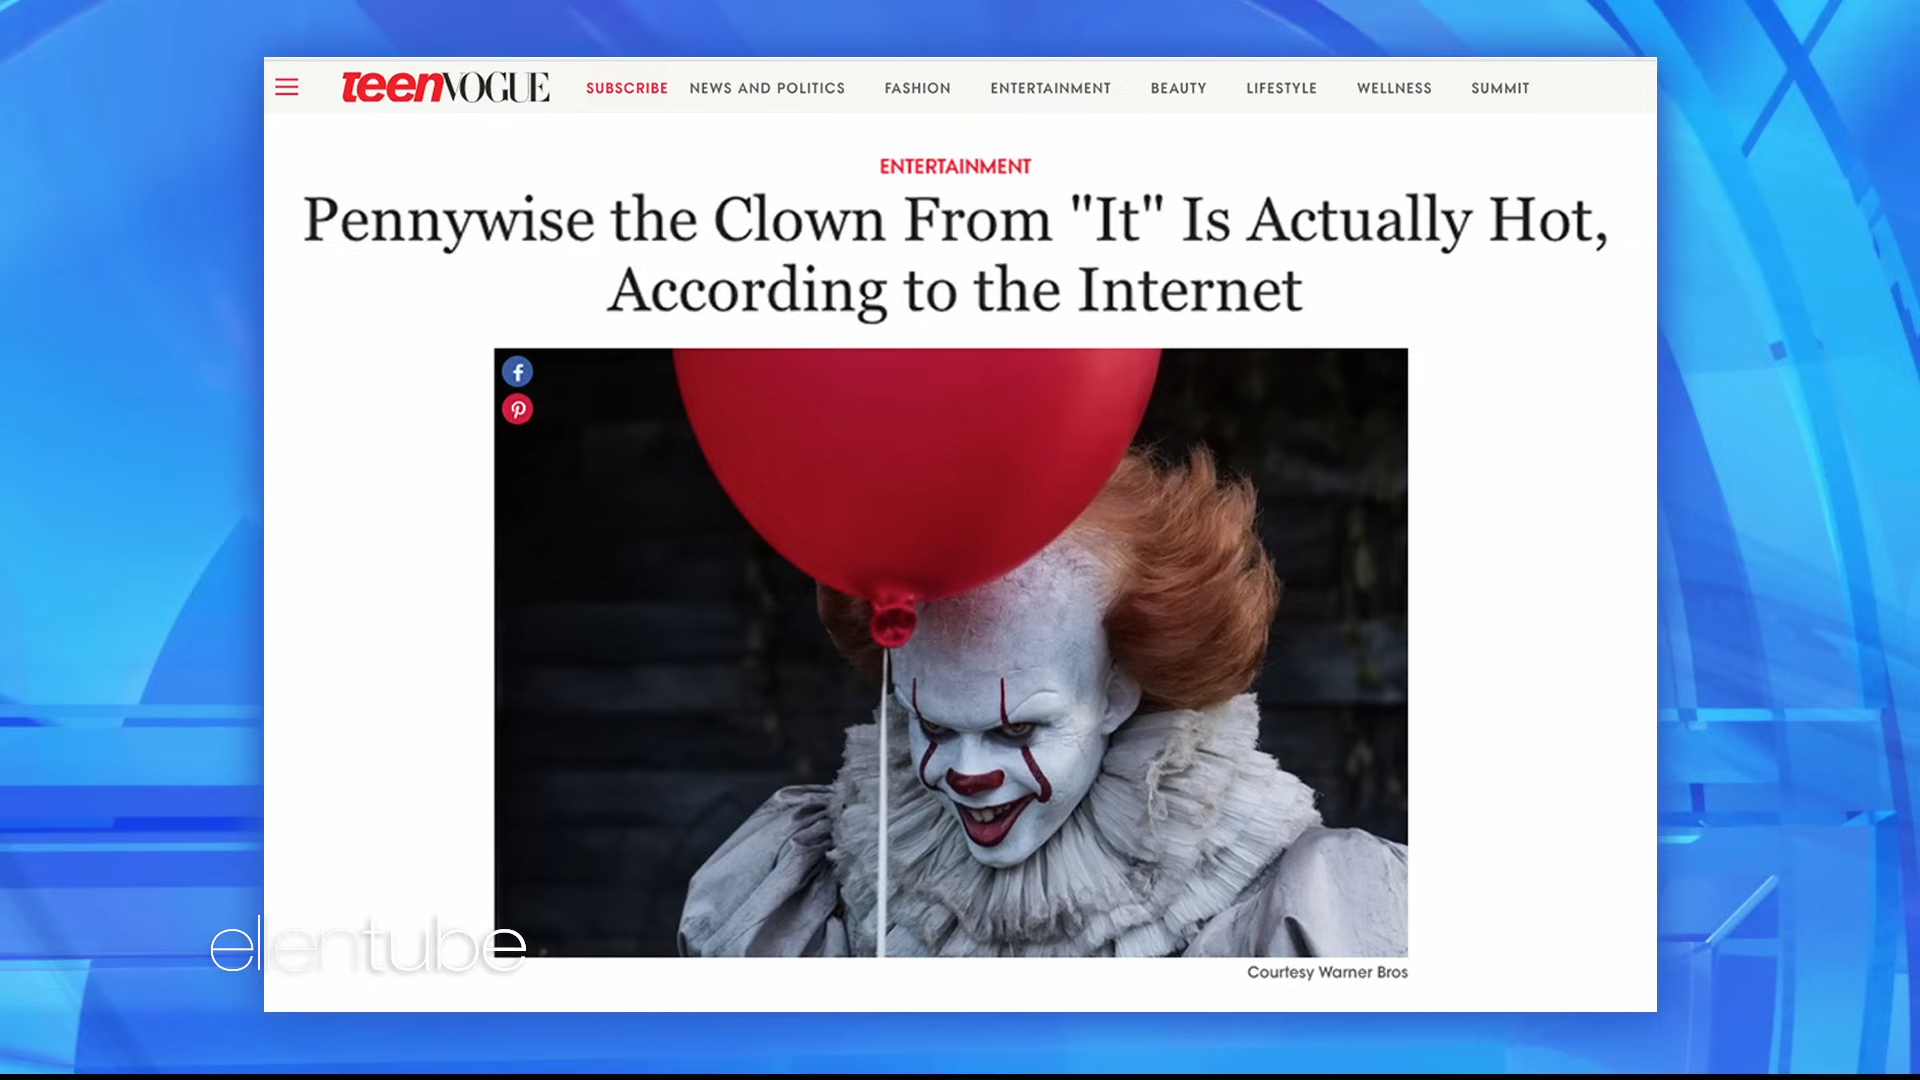 teenVOGUE
SUBSCRIBE NEWS AND POLITICS FASHION ENTERTAINMENT BEAUTY LIFESTYLE WELLNESS SUMMIT
ENTERTAINMENT
Pennywise the Clown From "It" Is Actually Hot,
According to the Internet
ellentube
Courtesy Warner Bros